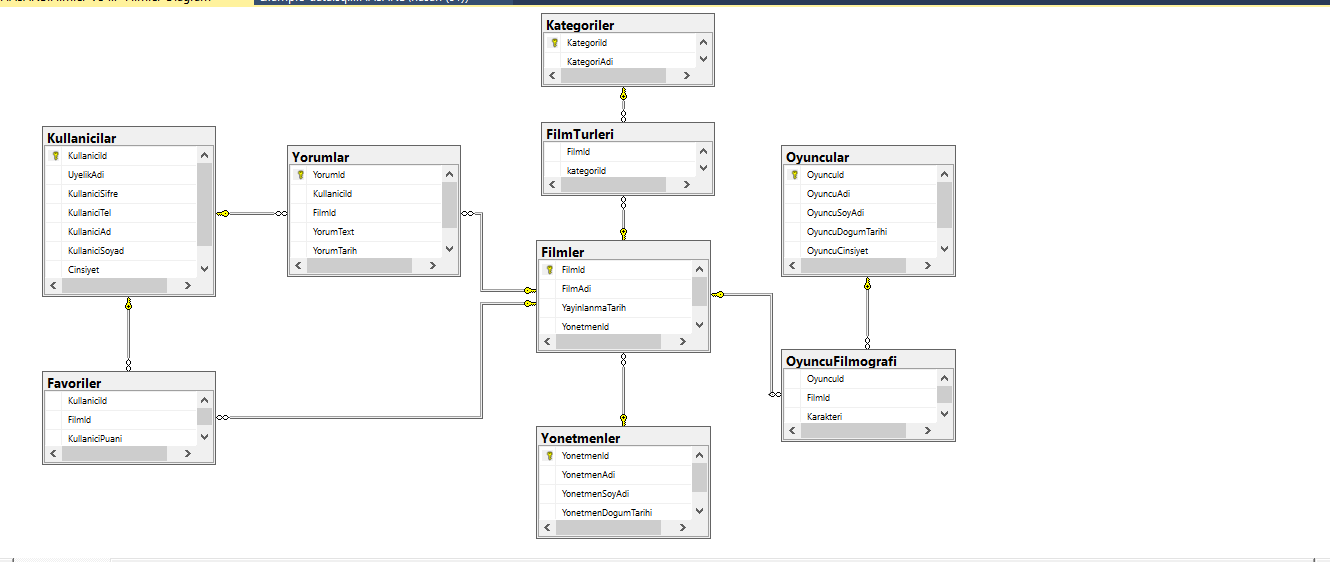 Kategoriler
KategoriId
KategoriAdi
Kullanicilar
KullaniciId
UyelikAdi
KullaniciSifre
KullaniciTel
KullaniciAd
KullaniciSoyad
Cinsiyet
Yorumlar
YorumId
KullaniciId
FilmId
YorumText
YorumTarih
FilmTurleri
FilmId
kategoriId
Oyuncular
OyuncuId
OyuncuAdi
OyuncuSoyAdi
OyuncuDogumTarihi
OyuncuCinsiyet
Filmler
FilmId
FilmAdi
YayinlanmaTarih
YonetmenId
Favoriler
KullaniciId
FilmId
KullaniciPuani
OyuncuFilmografi
OyuncuId
FilmId
Karakteri
Yonetmenler
YonetmenId
YonetmenAdi
YonetmenSoyAdi
YonetmenDogumTarihi